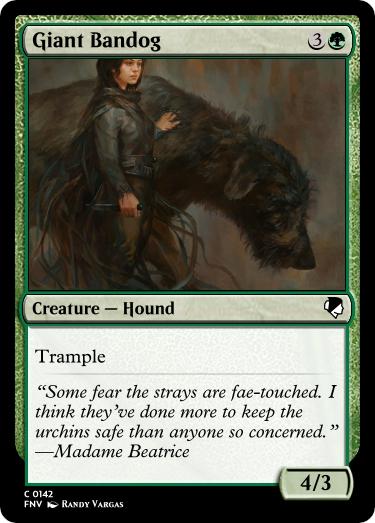 Giant Bandog 3
Creature — Hound
Trample
“Some fear the strays are fae-touched. I
think they’ve done more to keep the
urchins safe than anyone so concerned.”
—Madame Beatrice
4/3
C 0142
FNV Randy Vargas